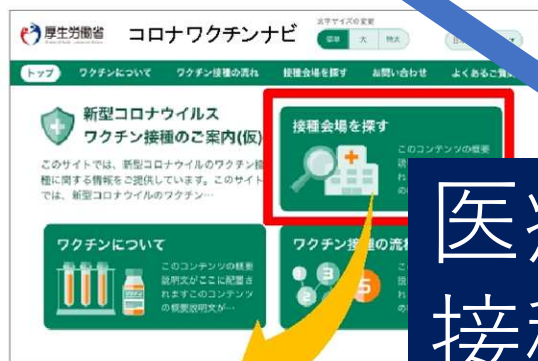 厚生労働省 コロナワクチンナビ
文字サイズの変更
標準 大 特大
トップ ワクチンについて ワクチン接種の流れ 接種会場を探す お問い合わせ よくあるご質
新型コロナウイルス
ワクチン接種のご案内(仮)
このサイトでは、新型コロナウイルのワクチン接
種に関する情報をご提供しています。このサイト
では、新型コロナウイルのワクチン…
接種会場を探す
このコンテンツの概要
ワクチンについて
このコンテンツの概要
説明文がここに配置さ
れますこのコンテンツ
の概要説明文が…
ワクチン接種の流
3
5
医
接種